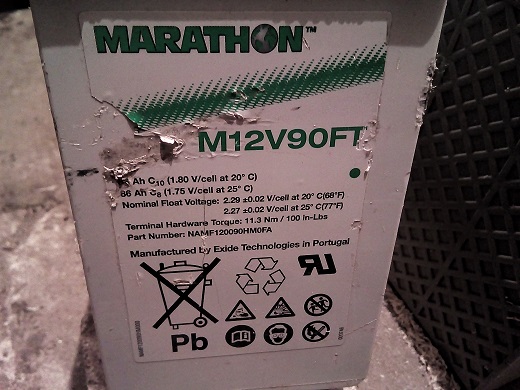 MARATHON™
M12V90FT
Ah C10 (1.80 V/cell at 20° C)
86 Ah C8 (1.75 V/cell at 25° C)
Nominal Float Voltage: 2.29 ±0.02 V/cell at 20° C(68°F)
2.27 ±0.02 V/cell at 25° C(77°F)
Terminal Hardware Torque: 11.3 Nm / 100 In-Lbs
Part Number: NAMF120090HM0FA
Manufactured by Exide Technologies in Portugal
Pb